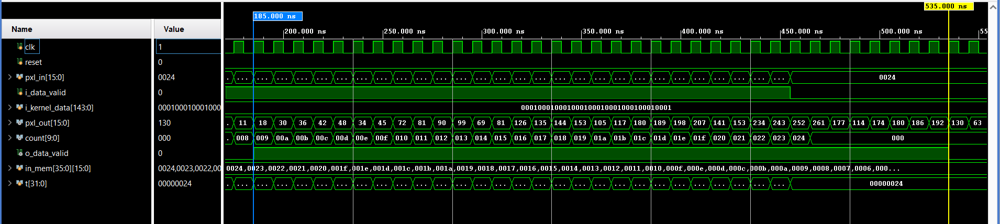 535.000 ns
185.000 ns
Name Value 200.000 ns 250.000 ns 300.000 ns 350.000 ns 400.000 ns 450.000 ns 500.000 ns 55
clk 1
reset 0
pxl_in[15:0] 0024 ... ... ... ... ... ... ... ... ... ... ... ... ... ... ... ... ... ... ... ... ... ... ... ... ... ... ... ... 0024
i_data_valid 0
i_kernel_data[143:0] 000100010001000 000100010001000100010001000100010001
pxl_out[15:0] 130 . 11 18 30 36 42 48 34 45 72 81 90 99 69 81 126 135 144 153 105 117 180 189 198 207 141 153 234 243 252 261 177 114 174 180 186 192 130 63
count[9:0] 000 . 008 009 00a 00b 00c 00d 00e 00f 010 011 012 013 014 015 016 017 018 019 01a 01b 01c 01d 01e 01f 020 021 022 023 024 000
o_data_valid 0
in_mem[35:0][15:0] 0024,0023,0022,00 0024,0023,0022,0021,0020,001f,001e,001d,001c,001b,001a,0019,0018,0017,0016,0015,0014,0013,0012,0011,0010,000f,000e,000d,000c,000b,000a,0009,0008,0007,0006,000...
t[31:0] 00000024 ... ... ... ... ... ... ... ... ... ... ... ... ... ... ... ... ... ... ... ... ... ... ... ... ... ... ... ... 00000024